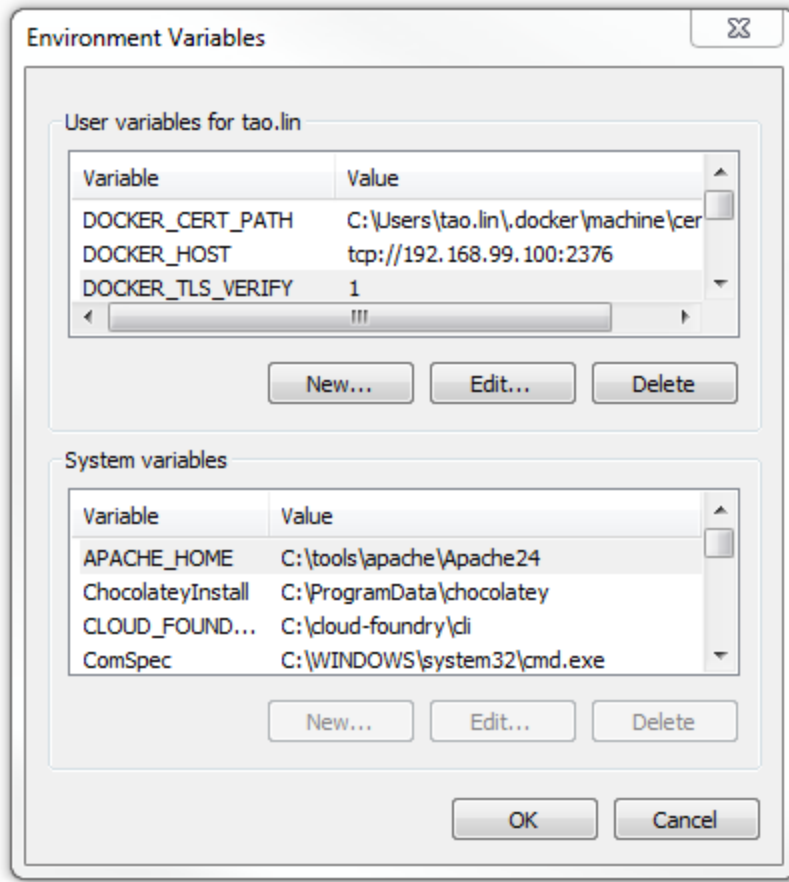 Environment Variables
User variables for tao.lin
Variable Value
DOCKER_CERT_PATH C:\Users\tao.lin\.docker\machine\cer
DOCKER_HOST tcp://192.168.99.100:2376
DOCKER_TLS_VERIFY 1
New... Edit... Delete
System variables
Variable Value
APACHE_HOME C:\tools\apache\Apache24
ChocolateyInstall C:\ProgramData\chocolatey
CLOUD_FOUND... C:\cloud-foundry\cli
ComSpec C:\WINDOWS\system32\cmd.exe
New... Edit... Delete
OK Cancel